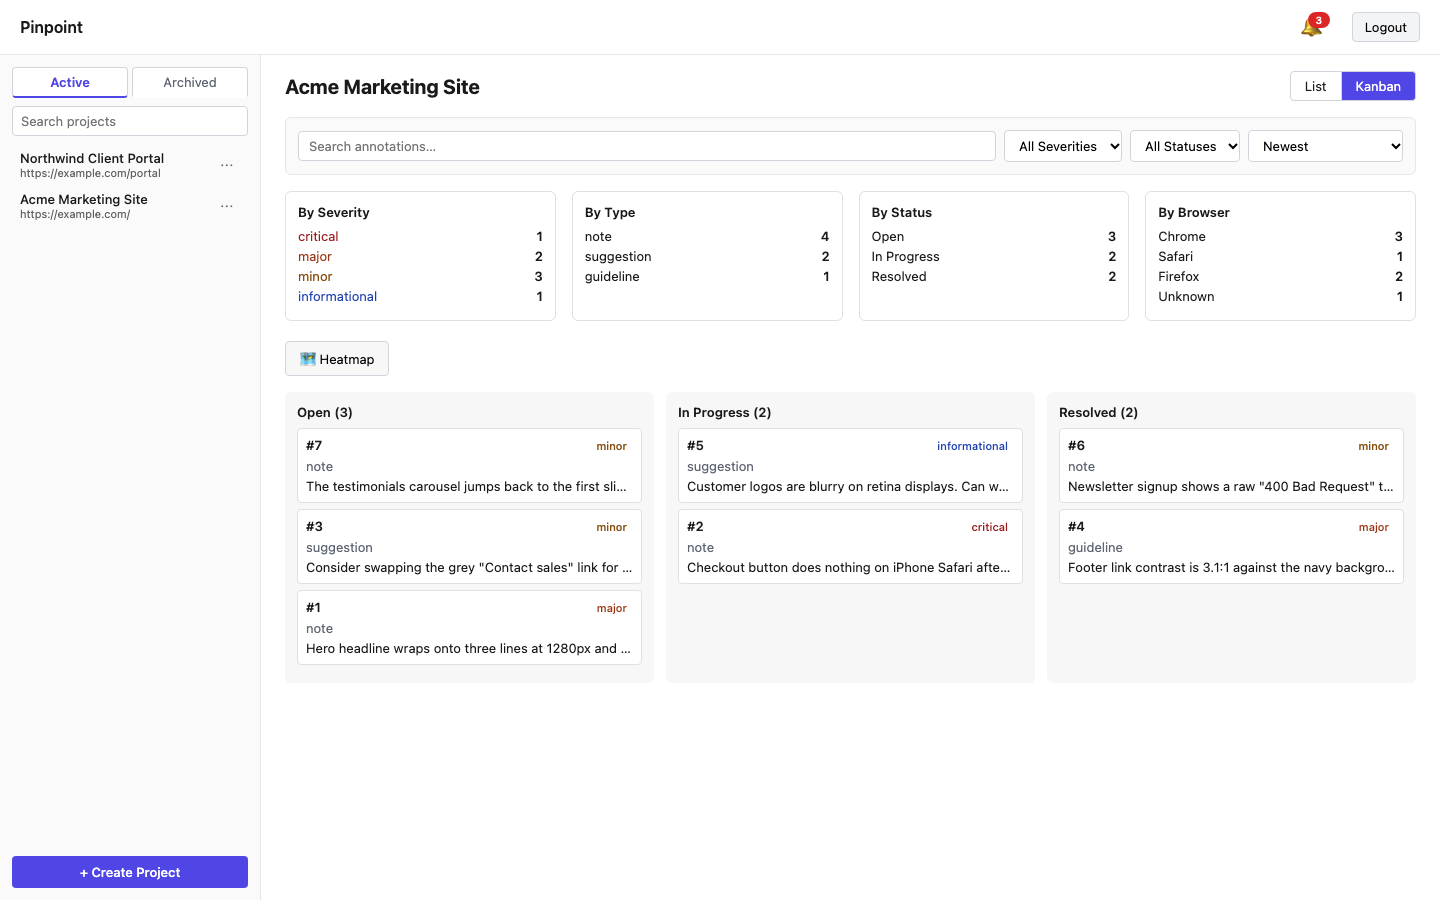 Pinpoint
3
Logout
Active
Archived
Search projects
Northwind Client Portal
https://example.com/portal
...
Acme Marketing Site
https://example.com/
...
+ Create Project
Acme Marketing Site
List
Kanban
Search annotations...
All Severities
All Statuses
Newest
By Severity
critical 1
major 2
minor 3
informational 1
By Type
note 4
suggestion 2
guideline 1
By Status
Open 3
In Progress 2
Resolved 2
By Browser
Chrome 3
Safari 1
Firefox 2
Unknown 1
Heatmap
Open (3)
#7 minor
note
The testimonials carousel jumps back to the first sli...
#3 minor
suggestion
Consider swapping the grey "Contact sales" link for ...
#1 major
note
Hero headline wraps onto three lines at 1280px and ...
In Progress (2)
#5 informational
suggestion
Customer logos are blurry on retina displays. Can w...
#2 critical
note
Checkout button does nothing on iPhone Safari afte...
Resolved (2)
#6 minor
note
Newsletter signup shows a raw "400 Bad Request" t...
#4 major
guideline
Footer link contrast is 3.1:1 against the navy backgro...